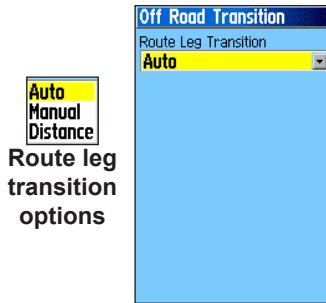 Off Road Transition
Route Leg Transition
Auto
Auto
Manual
Distance
Route leg
transition
options